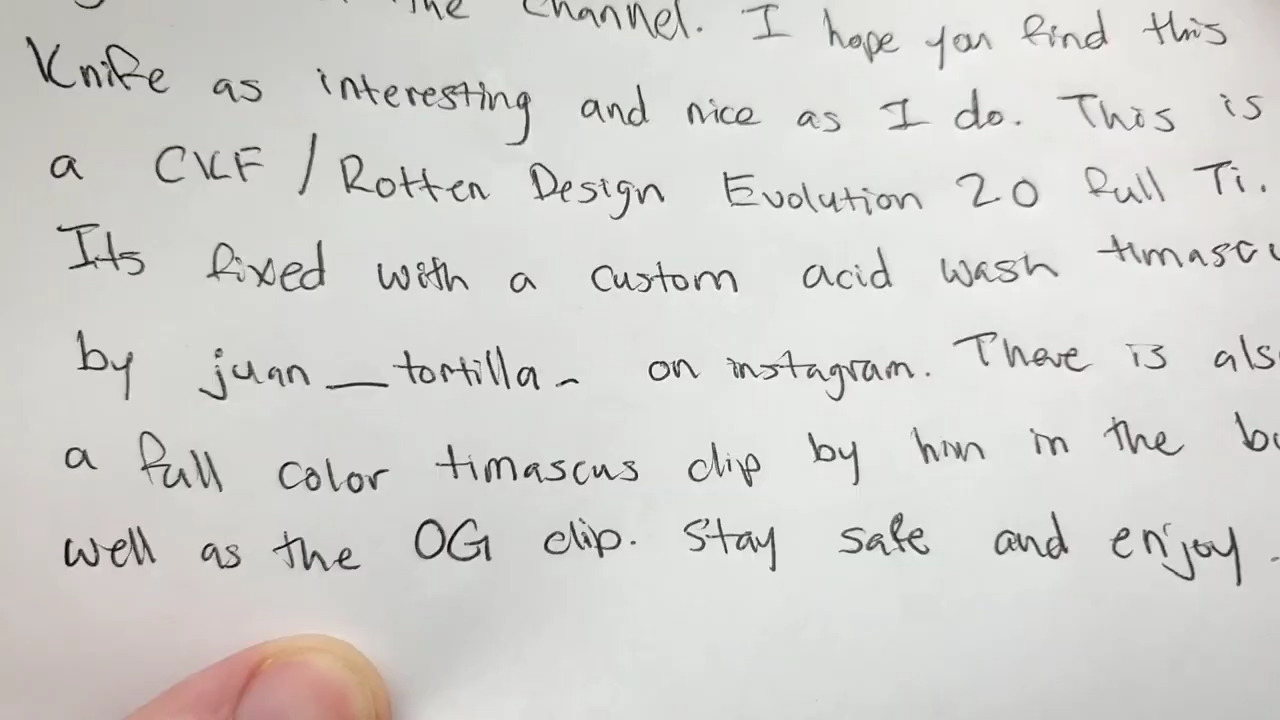 the Channel. I hope you find this
Knife as interesting and nice as I do. This is
a CKF / Rotten Design Evolution 2.0 full Ti.
Its fixed with a custom acid wash timascu
by juan__tortilla_ on instagram. There is als
a full color timascus clip by him in the
well as the OG clip. Stay safe and enjoy.